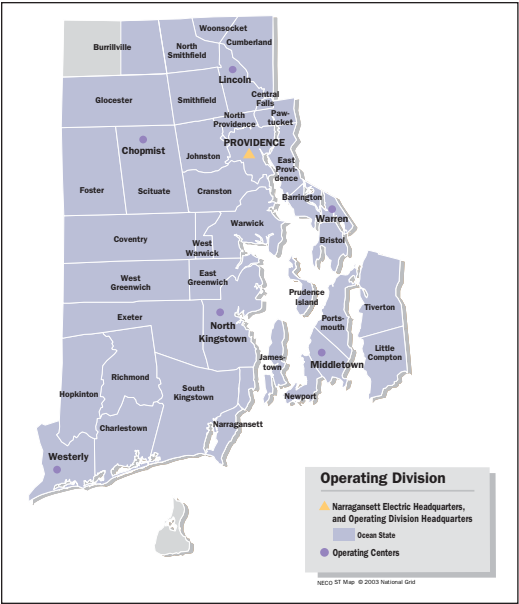 Woonsocket
Burrillville
North
Smithfield
Cumberland
Lincoln
Glocester
Smithfield
Central
Falls
North
Providence
Paw-
tucket
PROVIDENCE
Chopmist
Johnston
East
Provi-
dence
Foster
Scituate
Cranston
Barrington
Warren
Warwick
Bristol
Coventry
West
Warwick
West
Greenwich
East
Greenwich
Prudence
Island
Tiverton
Exeter
Ports-
mouth
North
Kingstown
Little
Compton
James-
town
Middletown
Richmond
Hopkinton
South
Kingstown
Newport
Charlestown
Narragansett
Westerly
Operating Division
Narragansett Electric Headquarters,
and Operating Division Headquarters
Ocean State
Operating Centers
NECO ST Map © 2003 National Grid